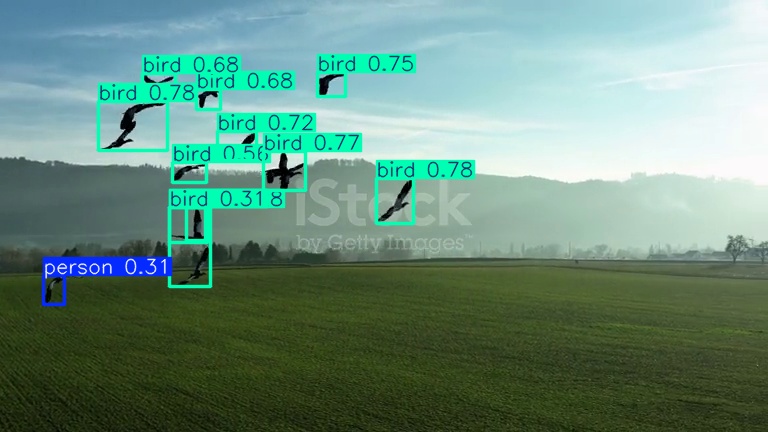 bird 0.68
bird 0.75
bird 0.68
bird 0.78
bird 0.72
bird 0.77
bird 0.56
bird 0.78
bird 0.31
8
iStock
by Getty Images™
person 0.31